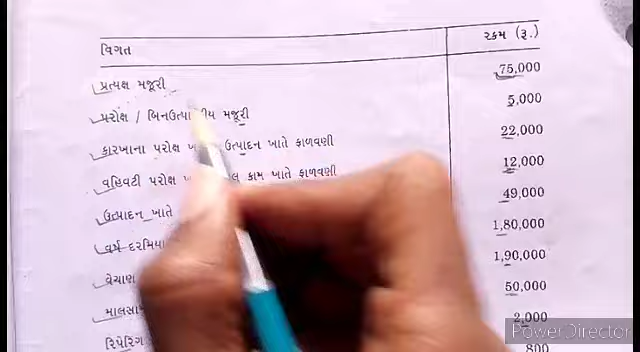 વિગત રકમ (રૂ.)
પ્રત્યક્ષ મજૂરી 75,000
પરોક્ષ / બિનઉત્પાદકીય મજૂરી 5,000
કારખાના પરોક્ષ ઉત્પાદન ખાતે ફાળવણી 22,000
વહિવટી પરોક્ષ કામ ખાતે ફાળવણી 12,000
ઉત્પાદન ખાતે 49,000
વર્ષ દરમિયાન 1,80,000
વેચાણ 1,90,000
50,000
રિપેરિંગ 2,000
800
PowerDirector